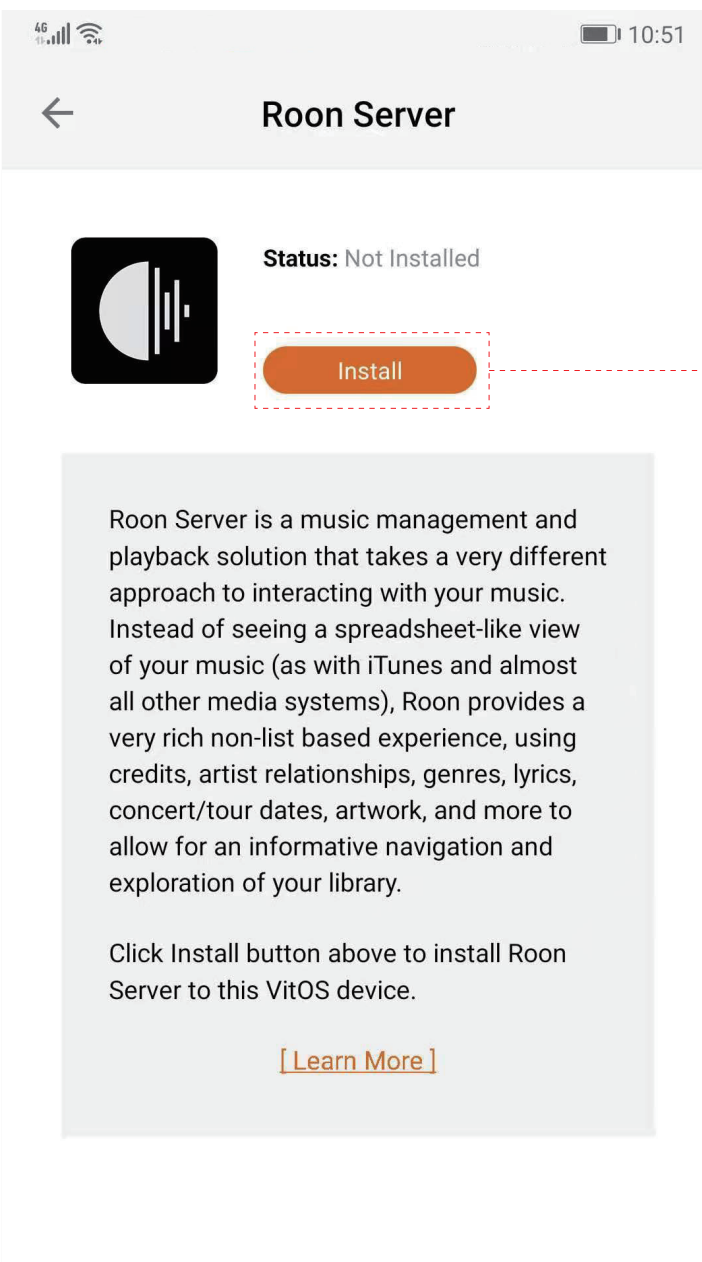 4G 10:51
Roon Server
Status: Not Installed
Install
Roon Server is a music management and
playback solution that takes a very different
approach to interacting with your music.
Instead of seeing a spreadsheet-like view
of your music (as with iTunes and almost
all other media systems), Roon provides a
very rich non-list based experience, using
credits, artist relationships, genres, lyrics,
concert/tour dates, artwork, and more to
allow for an informative navigation and
exploration of your library.
Click Install button above to install Roon
Server to this VitOS device.
[ Learn More ]